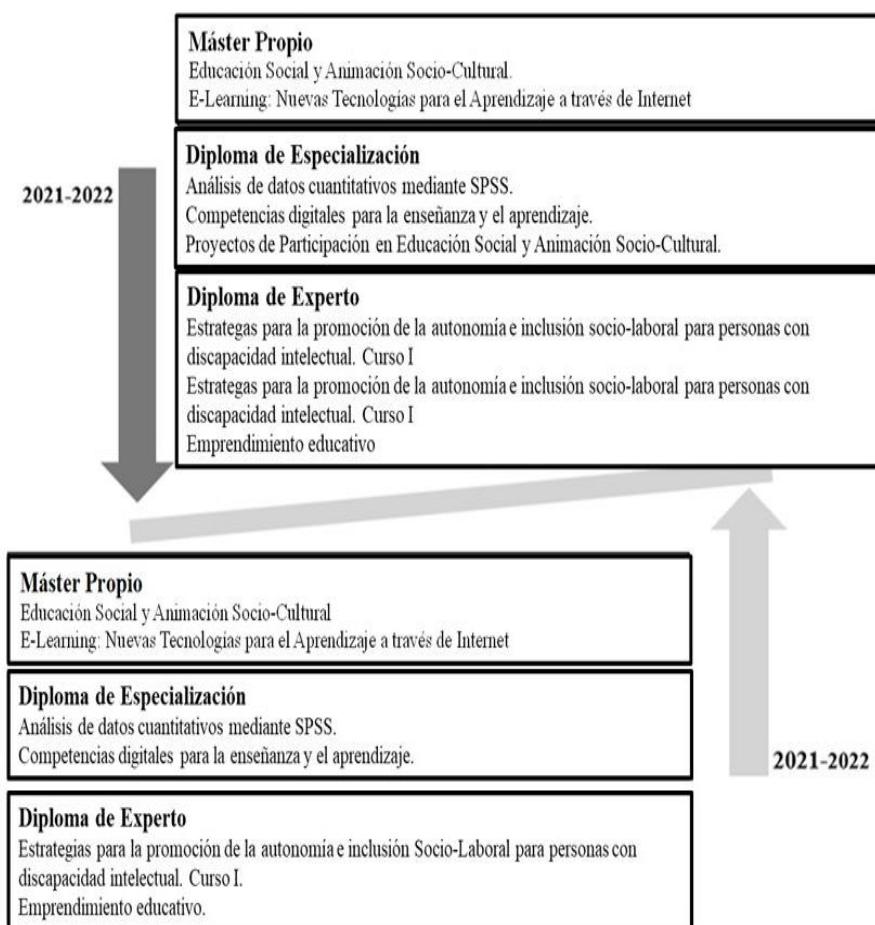 Máster Propio
Educación Social y Animación Socio-Cultural.
E-Learning: Nuevas Tecnologías para el Aprendizaje a través de Internet
2021-2022
Diploma de Especialización
Análisis de datos cuantitativos mediante SPSS.
Competencias digitales para la enseñanza y el aprendizaje.
Proyectos de Participación en Educación Social y Animación Socio-Cultural.
Diploma de Experto
Estrategas para la promoción de la autonomía e inclusión socio-laboral para personas con
discapacidad intelectual. Curso I
Estrategas para la promoción de la autonomía e inclusión socio-laboral para personas con
discapacidad intelectual. Curso I
Emprendimiento educativo
Máster Propio
Educación Social y Animación Socio-Cultural
E-Learning: Nuevas Tecnologías para el Aprendizaje a través de Internet
Diploma de Especialización
Análisis de datos cuantitativos mediante SPSS.
Competencias digitales para la enseñanza y el aprendizaje.
2021-2022
Diploma de Experto
Estrategias para la promoción de la autonomía e inclusión Socio-Laboral para personas con
discapacidad intelectual. Curso I.
Emprendimiento educativo.